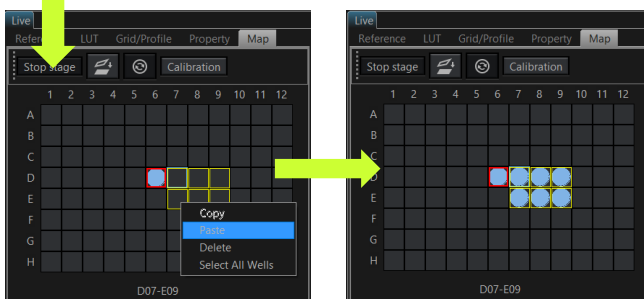 Live
Reference LUT Grid/Profile Property Map
Stop stage Calibration
1 2 3 4 5 6 7 8 9 10 11 12
A
B
C
D
E
F
G
H
Copy
Paste
Delete
Select All Wells
D07-E09
Live
Reference LUT Grid/Profile Property Map
Stop stage Calibration
1 2 3 4 5 6 7 8 9 10 11 12
A
B
C
D
E
F
G
H
D07-E09